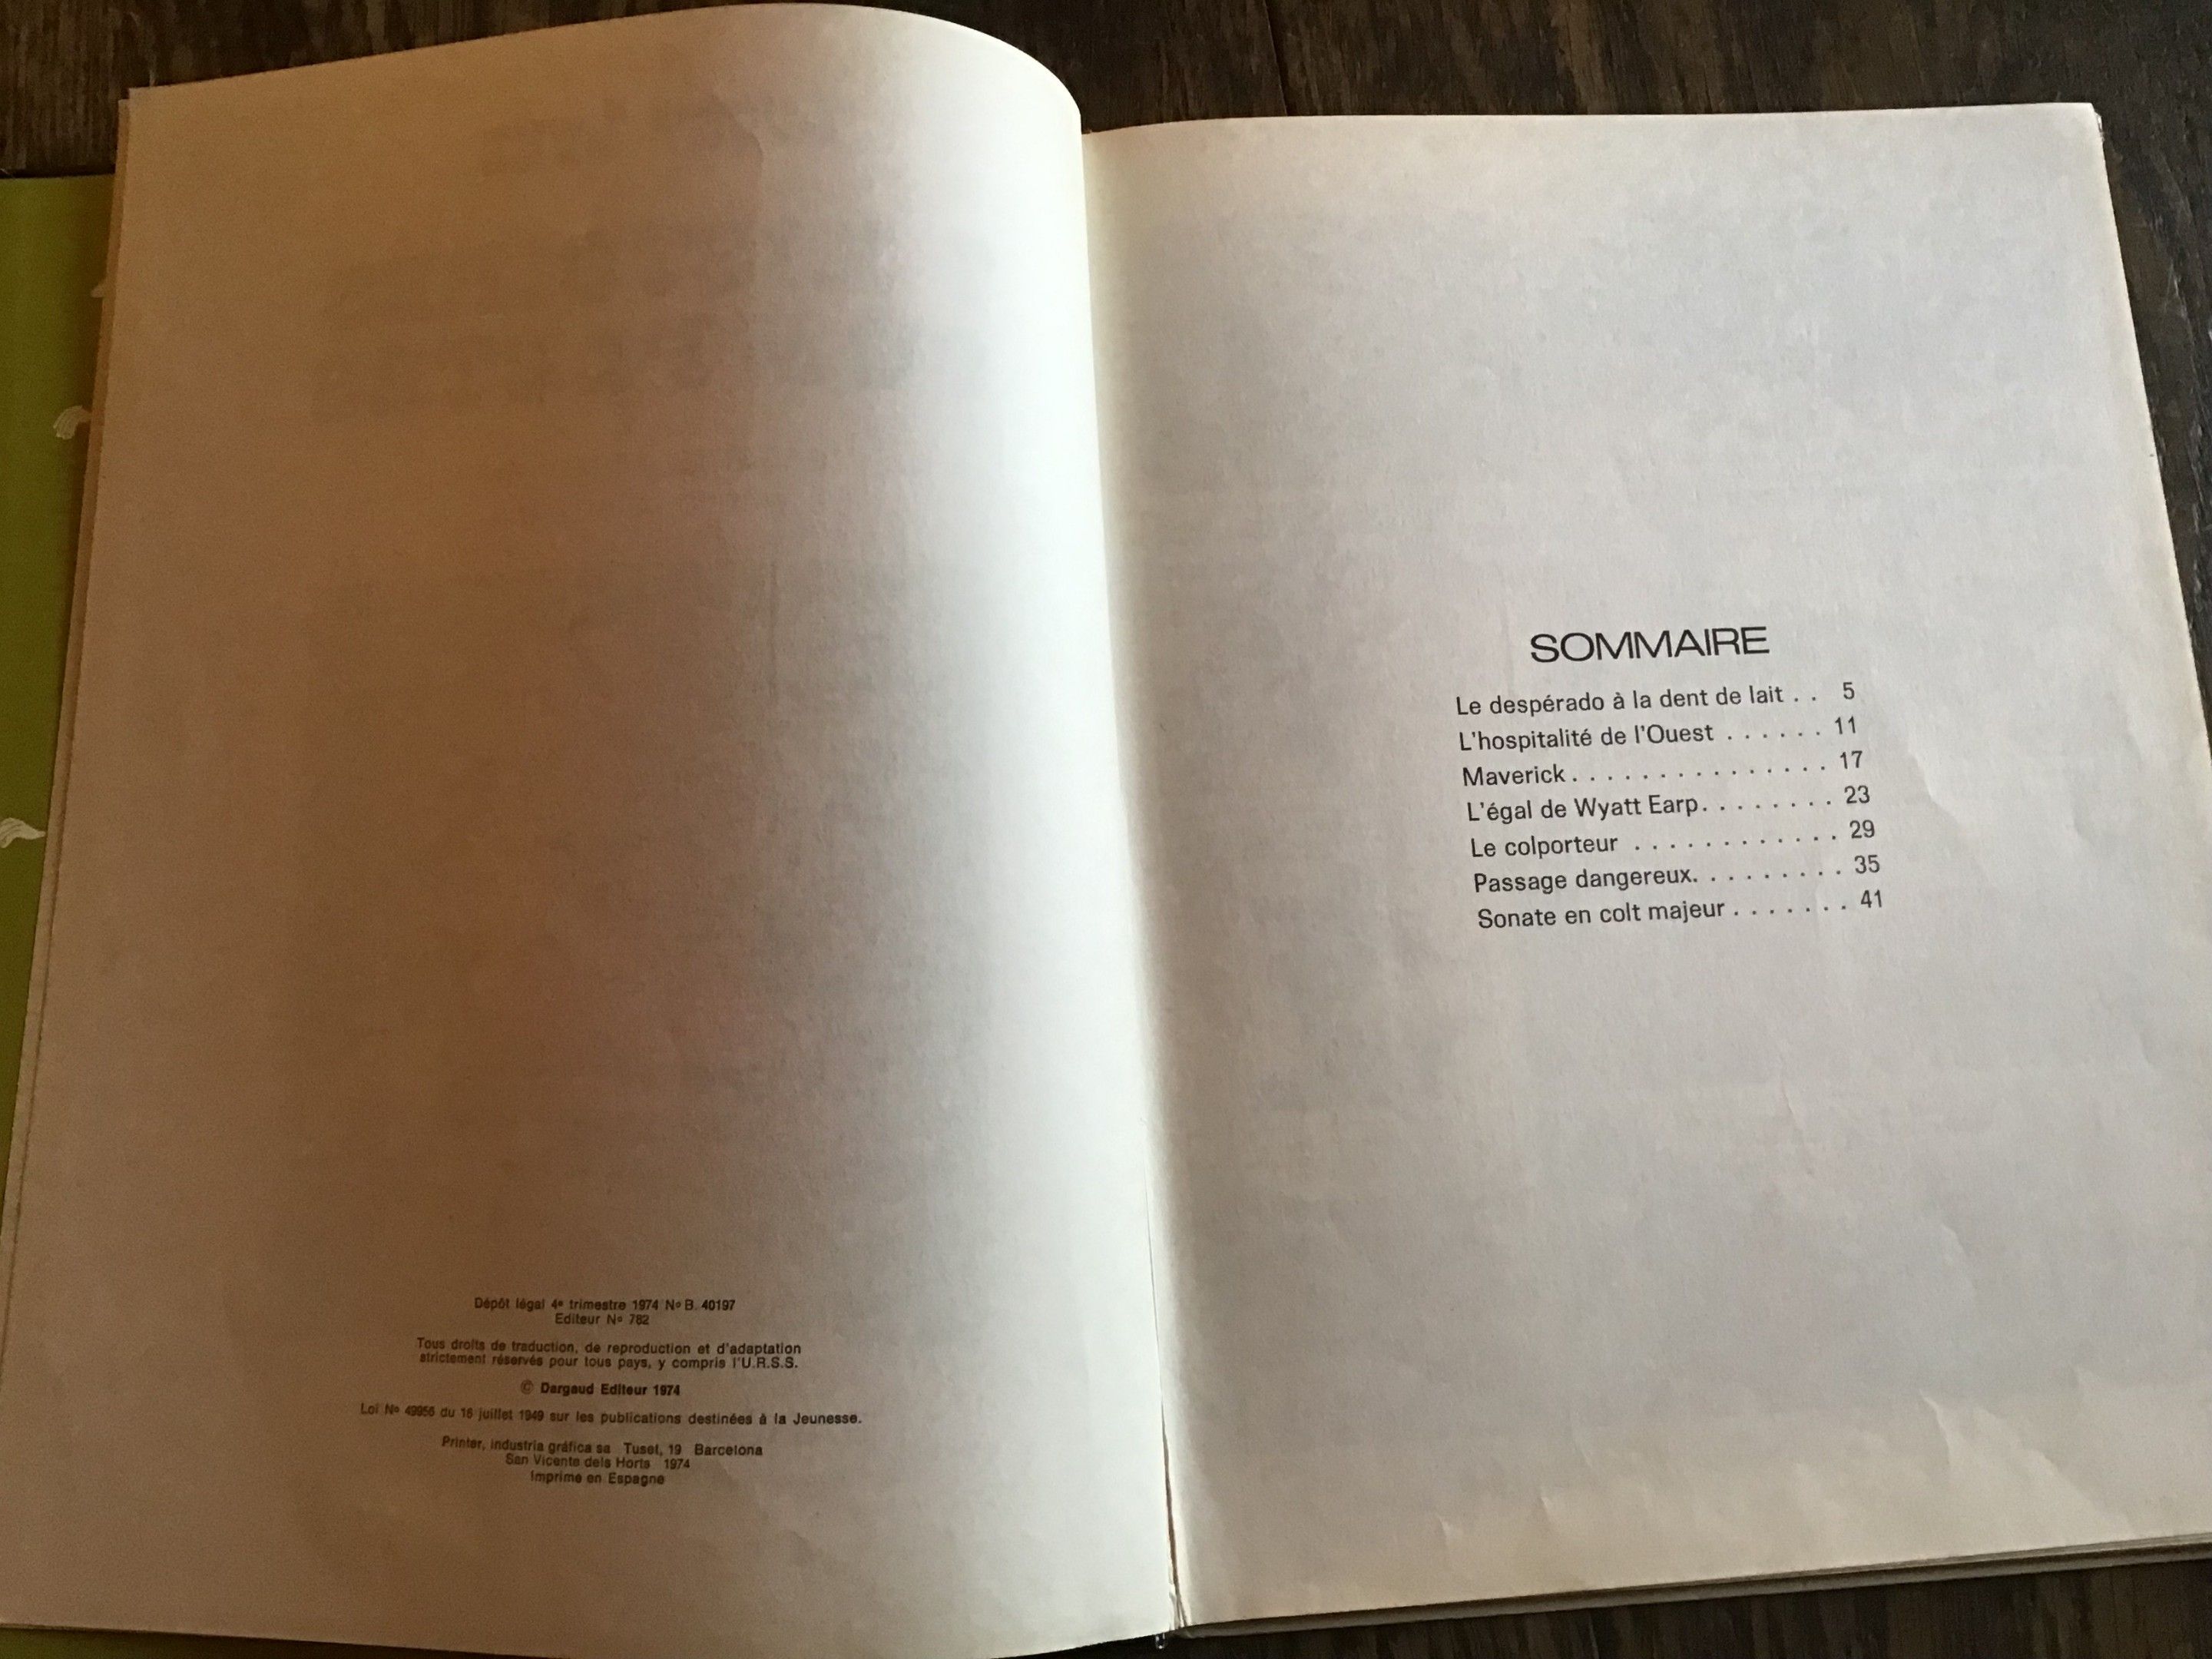 Dépôt légal 4e trimestre 1974 No B. 40197
Editeur No 782
Tous droits de traduction, de reproduction et d'adaptation
strictement réservés pour tous pays, y compris l'U.R.S.S.
© Dargaud Editeur 1974
Loi No 49956 du 16 juillet 1949 sur les publications destinées à la Jeunesse.
Printer, industria gráfica sa Tuset, 19 Barcelona
San Vicente dels Horts 1974
Imprime en Espagne
SOMMAIRE
Le despérado à la dent de lait . . 5
L'hospitalité de l'Ouest . . . . . . 11
Maverick. . . . . . . . . . . . . . . 17
L'égal de Wyatt Earp. . . . . . . . 23
Le colporteur . . . . . . . . . . . . 29
Passage dangereux. . . . . . . . . 35
Sonate en colt majeur . . . . . . . 41